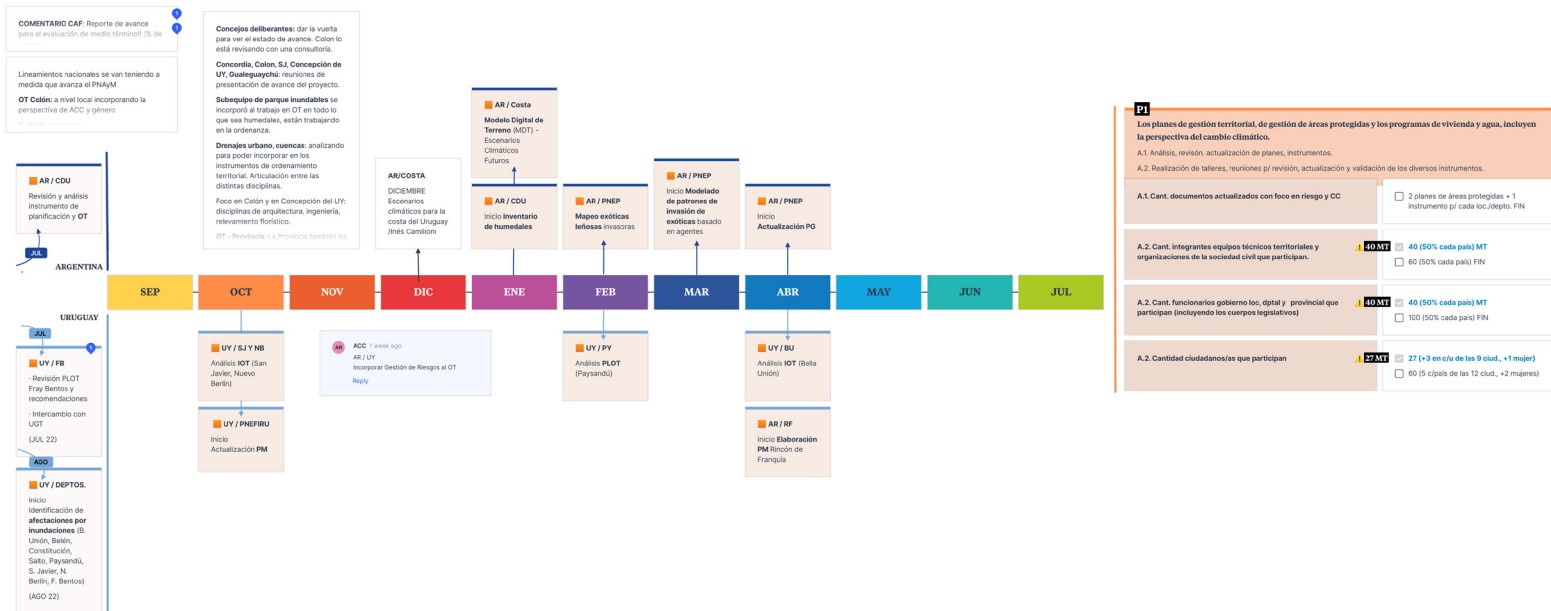 COMENTARIO CAF: Reporte de avance
para el evaluación de medio término!! (% de
1
1
Lineamientos nacionales se van teniendo a
medida que avanza el PNAyM
OT Colón: a nivel local incorporando la
perspectiva de ACC y género
Concejos deliberantes: dar la vuelta
para ver el estado de avance. Colon lo
está revisando con una consultoría.
Concordia, Colon, SJ, Concepción de
UY, Gualeguaychú: reuniones de
presentación de avance del proyecto.
Subequipo de parque inundables se
incorporó al trabajo en OT en todo lo
que sea humedales, están trabajando
en la ordenanza.
Drenajes urbano, cuencas: analizando
para poder incorporar en los
instrumentos de ordenamiento
territorial. Articulación entre las
distintas disciplinas.
Foco en Colón y en Concepción del UY:
disciplinas de arquitectura, ingeniería,
relevamiento florístico.
OT - Provincia: La Provincia también ha
AR / CDU
Revisión y análisis
instrumento de
planificación y OT
JUL
ARGENTINA
AR/COSTA
DICIEMBRE
Escenarios
climáticos para la
costa del Uruguay
/Inés Camilioni
AR / Costa
Modelo Digital de
Terreno (MDT) -
Escenarios
Climáticos
Futuros
AR / CDU
Inicio Inventario
de humedales
AR / PNEP
Mapeo exóticas
leñosas invasoras
AR / PNEP
Inicio Modelado
de patrones de
invasión de
exóticas basado
en agentes
AR / PNEP
Inicio
Actualización PG
SEP
OCT
NOV
DIC
ENE
FEB
MAR
ABR
MAY
JUN
JUL
URUGUAY
JUL
1
UY / FB
- Revisión PLOT
Fray Bentos y
recomendaciones
- Intercambio con
UGT
(JUL 22)
AGO
UY / DEPTOS.
Inicio
Identificación de
afectaciones por
inundaciones (B.
Unión, Belén,
Constitución,
Salto, Paysandú,
S. Javier, N.
Berlín, F. Bentos)
(AGO 22)
UY / SJ Y NB
Análisis IOT (San
Javier, Nuevo
Berlín)
UY / PNEFIRU
Inicio
Actualización PM
AR
ACC 1 week ago
AR / UY
Incorporar Gestión de Riesgos al OT
Reply
UY / PY
Análisis PLOT
(Paysandú)
UY / BU
Análisis IOT (Bella
Unión)
AR / RF
Inicio Elaboración
PM Rincón de
Franquía
P1
Los planes de gestión territorial, de gestión de áreas protegidas y los programas de vivienda y agua, incluyen
la perspectiva del cambio climático.
A.1. Análisis, revisón, actualización de planes, instrumentos.
A.2. Realización de talleres, reuniones p/ revisión, actualización y validación de los diversos instrumentos.
A.1. Cant. documentos actualizados con foco en riesgo y CC
2 planes de áreas protegidas + 1
instrumento p/ cada loc./depto. FIN
A.2. Cant. integrantes equipos técnicos territoriales y
organizaciones de la sociedad civil que participan.
40 MT
40 (50% cada país) MT
60 (50% cada país) FIN
A.2. Cant. funcionarios gobierno loc, dptal y provincial que
participan (incluyendo los cuerpos legislativos)
40 MT
40 (50% cada país) MT
100 (50% cada país) FIN
A.2. Cantidad ciudadanos/as que participan
27 MT
27 (+3 en c/u de las 9 ciud., +1 mujer)
60 (5 c/país de las 12 ciud., +2 mujeres)